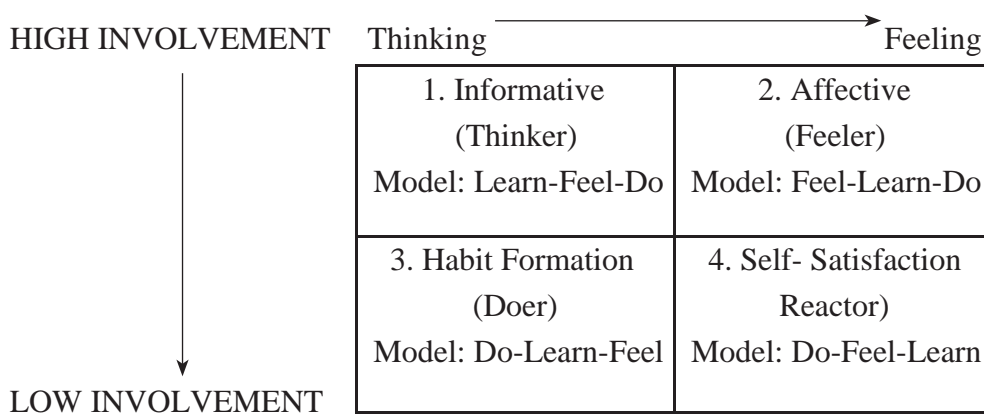 HIGH INVOLVEMENT Thinking Feeling
1. Informative
(Thinker)
Model: Learn-Feel-Do
2. Affective
(Feeler)
Model: Feel-Learn-Do
3. Habit Formation
(Doer)
Model: Do-Learn-Feel
4. Self- Satisfaction
Reactor)
Model: Do-Feel-Learn
LOW INVOLVEMENT